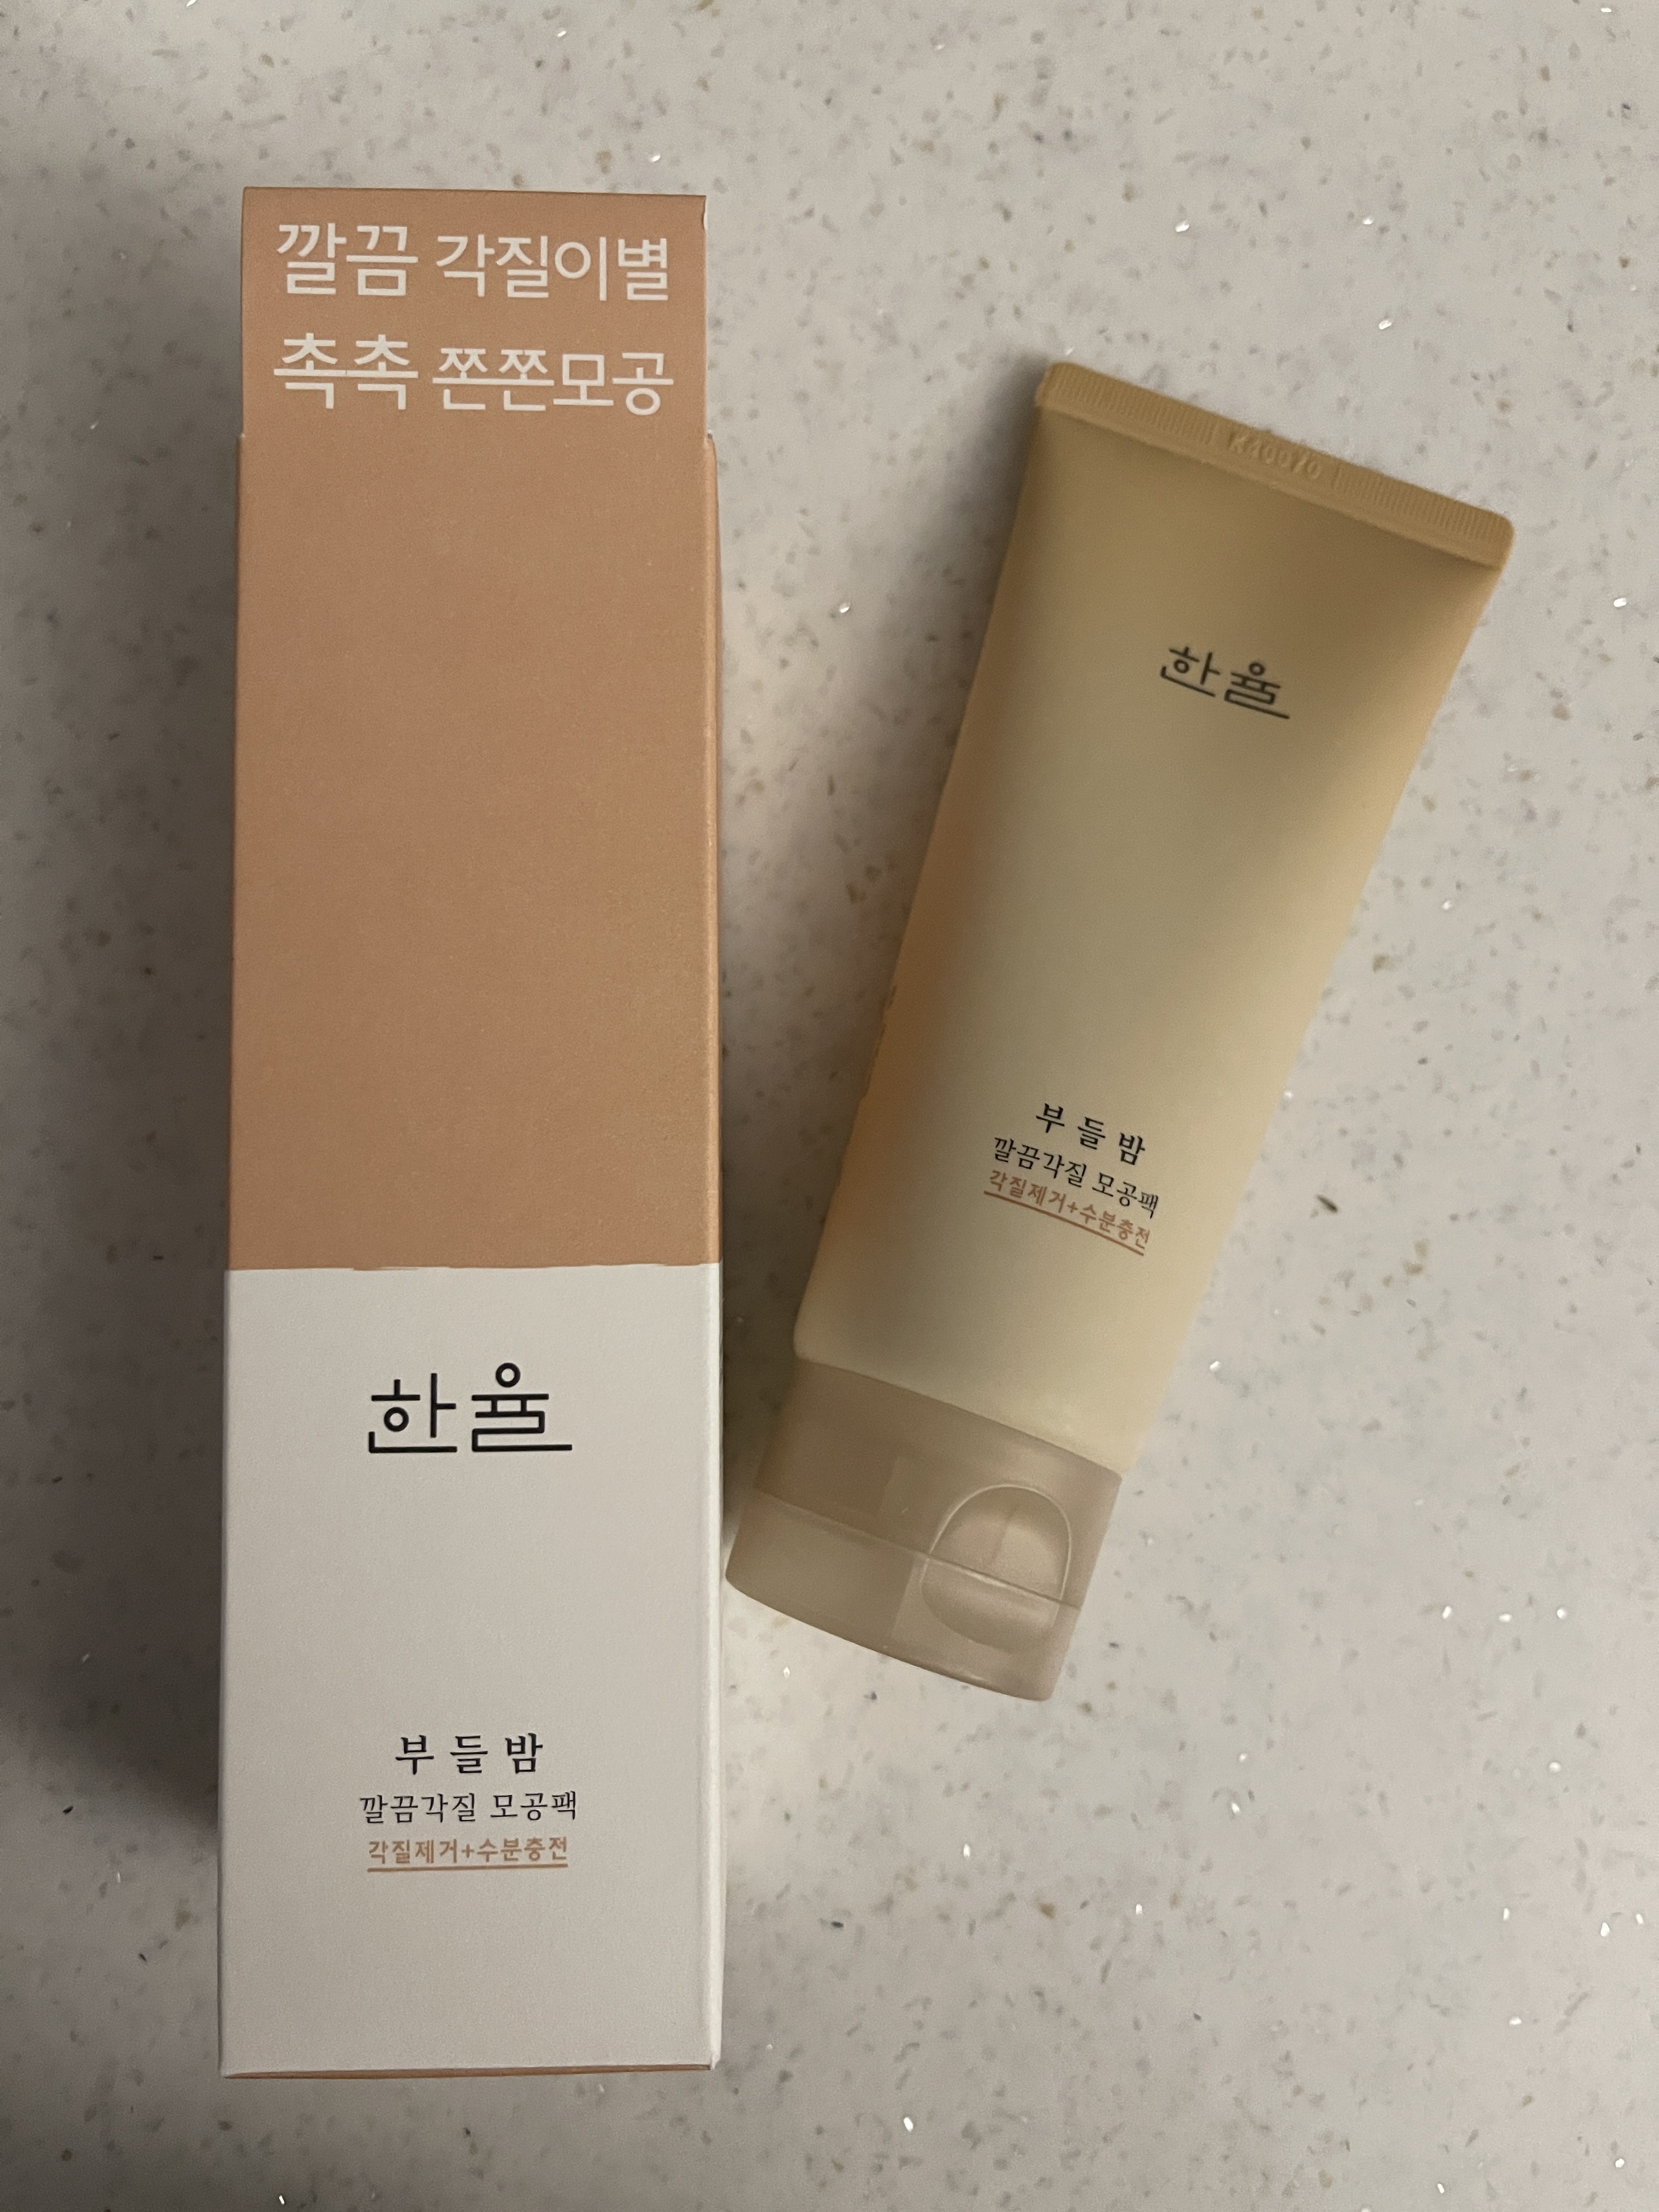 깔끔 각질이별
촉촉 쫀쫀모공
한율
부들밤
깔끔각질 모공팩
각질제거+수분충전
한율
부들밤
깔끔각질 모공팩
각질제거+수분충전